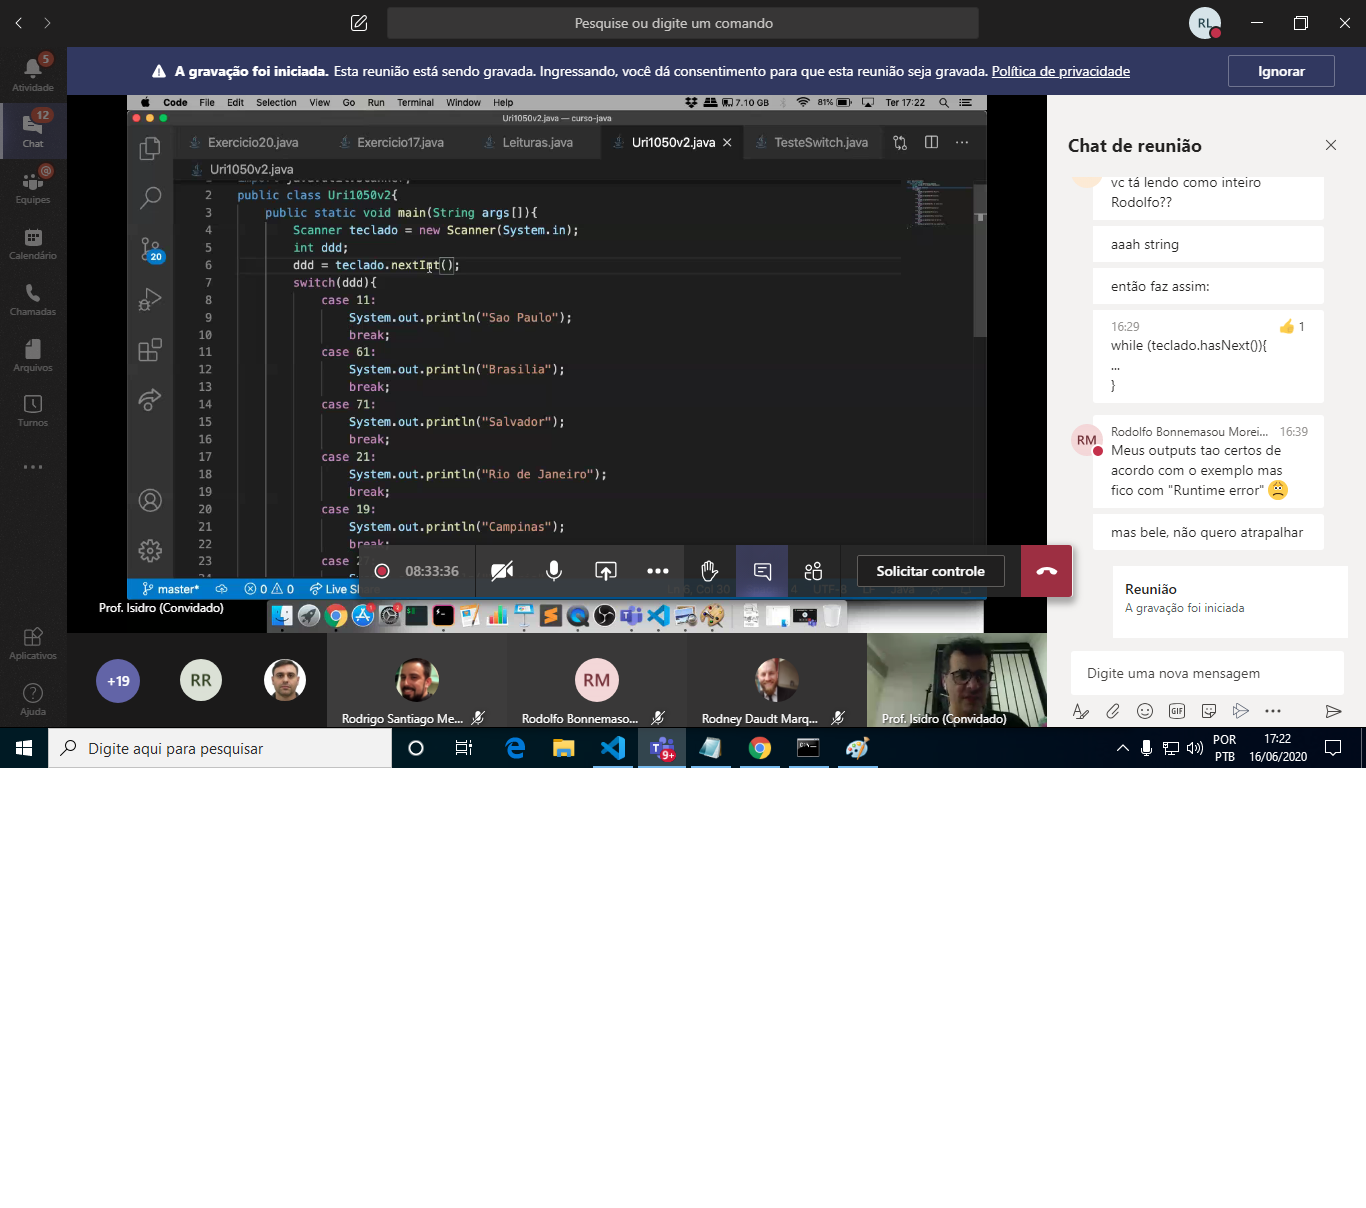 Pesquise ou digite um comando
RL
A gravação foi iniciada. Esta reunião está sendo gravada. Ingressando, você dá consentimento para que esta reunião seja gravada. Política de privacidade
Ignorar
5
Atividade
12
Chat
Equipes
Calendário
Chamadas
Arquivos
Turnos
Aplicativos
Ajuda
Code File Edit Selection View Go Run Terminal Window Help
7.10 GB 81% Ter 17:22
Uri1050v2.java — curso-java
Exercicio20.java
Exercicio17.java
Leituras.java
Uri1050v2.java
TesteSwitch.java
Uri1050v2.java
20
2 public class Uri1050v2{
3 public static void main(String args[]){
4 Scanner teclado = new Scanner(System.in);
5 int ddd;
6 ddd = teclado.nextInt();
7 switch(ddd){
8 case 11:
9 System.out.println("Sao Paulo");
10 break;
11 case 61:
12 System.out.println("Brasilia");
13 break;
14 case 71:
15 System.out.println("Salvador");
16 break;
17 case 21:
18 System.out.println("Rio de Janeiro");
19 break;
20 case 19:
21 System.out.println("Campinas");
22 break;
23 case
master* 0 0 Live
08:33:36
Solicitar controle
Prof. Isidro (Convidado)
+19
RR
Rodrigo Santiago Me...
RM
Rodolfo Bonnemaso...
Rodney Daudt Marq...
Prof. Isidro (Convidado)
Chat de reunião
vc tá lendo como inteiro
Rodolfo??
aaah string
então faz assim:
16:29
1
while (teclado.hasNext()){
...
}
RM
Rodolfo Bonnemasou Morei... 16:39
Meus outputs tao certos de
acordo com o exemplo mas
fico com "Runtime error"
mas bele, não quero atrapalhar
Reunião
A gravação foi iniciada
Digite uma nova mensagem
GIF
Digite aqui para pesquisar
9+
POR
PTB
17:22
16/06/2020